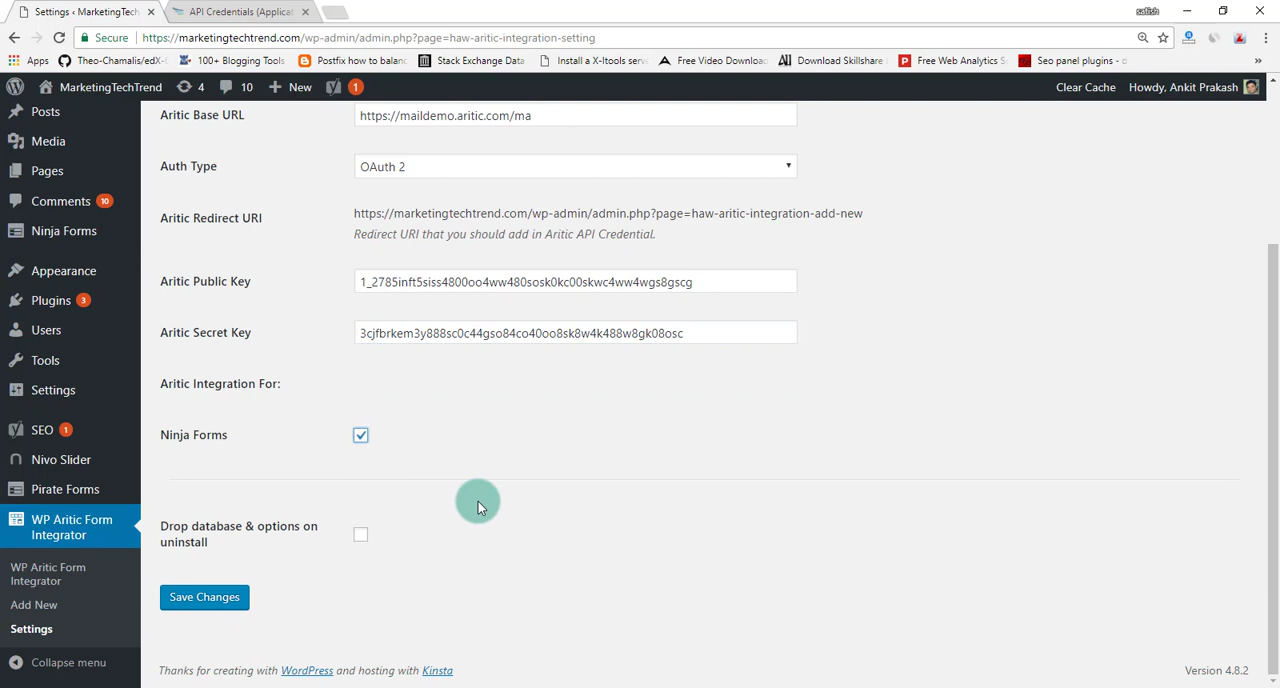 Settings ‹ MarketingTech
API Credentials (Applicat
satish
Secure
https://marketingtechtrend.com/wp-admin/admin.php?page=haw-aritic-integration-setting
Apps
Theo-Chamalis/edX-
100+ Blogging Tools
Postfix how to balanc
Stack Exchange Data
Install a X-Itools serv
Free Video Download
Download Skillshare
Free Web Analytics S
Seo panel plugins - d
MarketingTechTrend
4
10
New
1
Clear Cache
Howdy, Ankit Prakash
Posts
Media
Pages
Comments 10
Ninja Forms
Appearance
Plugins 3
Users
Tools
Settings
SEO 1
Nivo Slider
Pirate Forms
WP Aritic Form
Integrator
WP Aritic Form
Integrator
Add New
Settings
Collapse menu
Aritic Base URL
https://maildemo.aritic.com/ma
Auth Type
OAuth 2
Aritic Redirect URI
https://marketingtechtrend.com/wp-admin/admin.php?page=haw-aritic-integration-add-new
Redirect URI that you should add in Aritic API Credential.
Aritic Public Key
1_2785inft5siss4800oo4ww480sosk0kc00skwc4ww4wgs8gscg
Aritic Secret Key
3cjfbrkem3y888sc0c44gso84co40oo8sk8w4k488w8gk08osc
Aritic Integration For:
Ninja Forms
Drop database & options on
uninstall
Save Changes
Thanks for creating with WordPress and hosting with Kinsta
Version 4.8.2